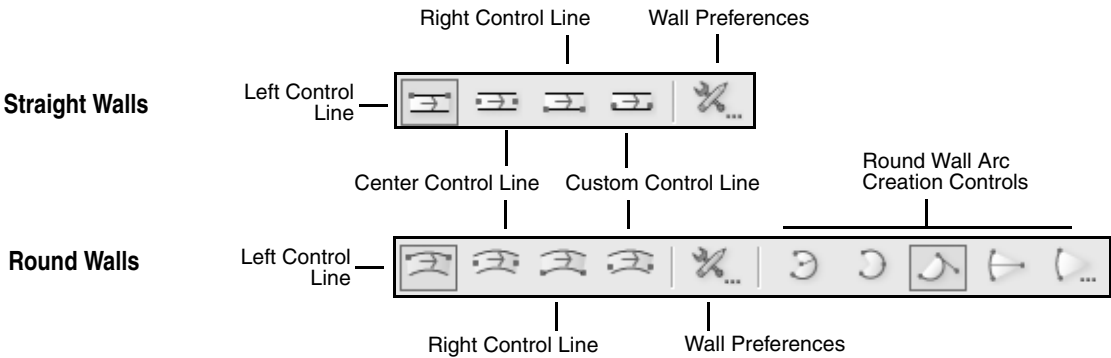 Right Control Line
Wall Preferences
Straight Walls
Left Control
Line
...
Center Control Line
Custom Control Line
Round Wall Arc
Creation Controls
Round Walls
Left Control
Line
...
...
Right Control Line
Wall Preferences